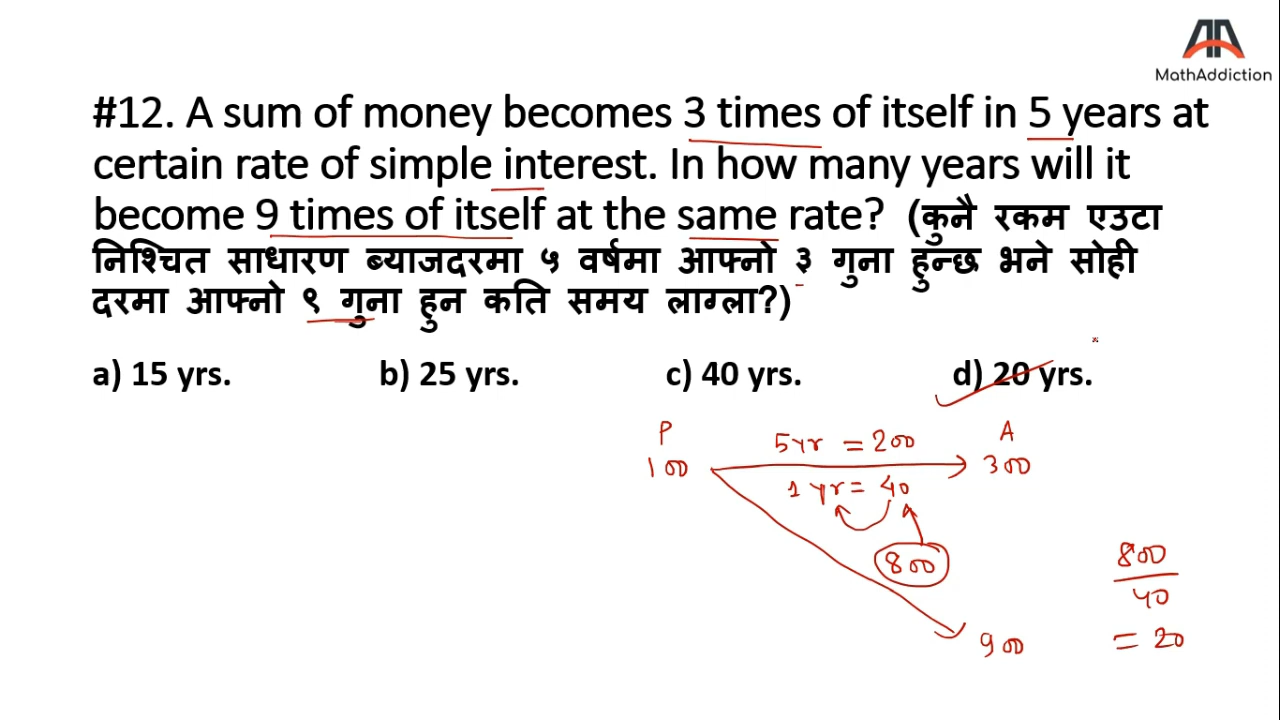 MathAddiction
#12. A sum of money becomes 3 times of itself in 5 years at
certain rate of simple interest. In how many years will it
become 9 times of itself at the same rate? (कुनै रकम एउटा
निश्चित साधारण ब्याजदरमा ५ वर्षमा आफ्नो ३ गुना हुन्छ भने सोही
दरमा आफ्नो ९ गुना हुन कति समय लाग्ला?)
a) 15 yrs. b) 25 yrs. c) 40 yrs. d) 20 yrs.
P A
5yr = 200
100 300
1 yr = 40
800
900
800
40
= 20